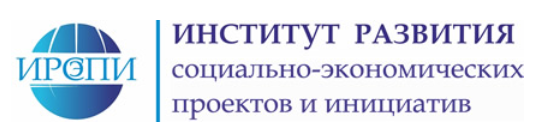 ИРСЭПИ
ИНСТИТУТ РАЗВИТИЯ
социально-экономических
проектов и инициатив